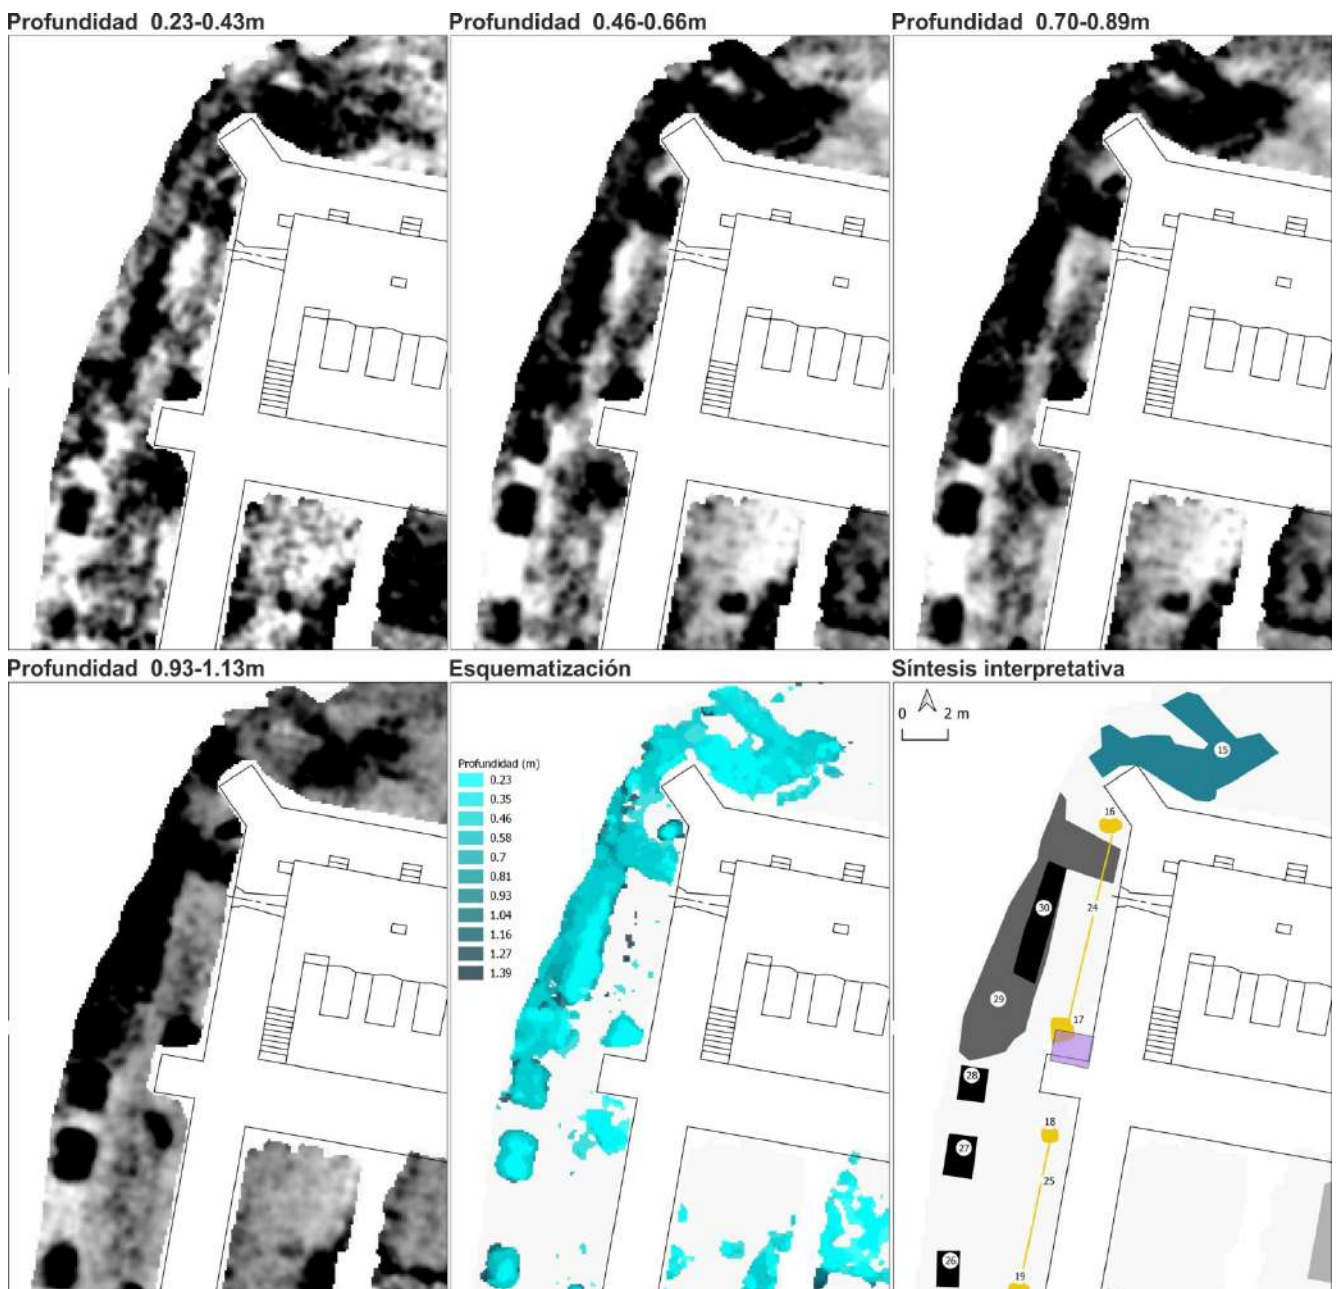 Profundidad 0.23-0.43m
Profundidad 0.46-0.66m
Profundidad 0.70-0.89m
Profundidad 0.93-1.13m
Esquematización
Profundidad (m)
0.23
0.35
0.46
0.58
0.7
0.81
0.93
1.04
1.16
1.27
1.39
Síntesis interpretativa
0 2 m
15
16
24
30
29
17
28
18
27
25
26
19